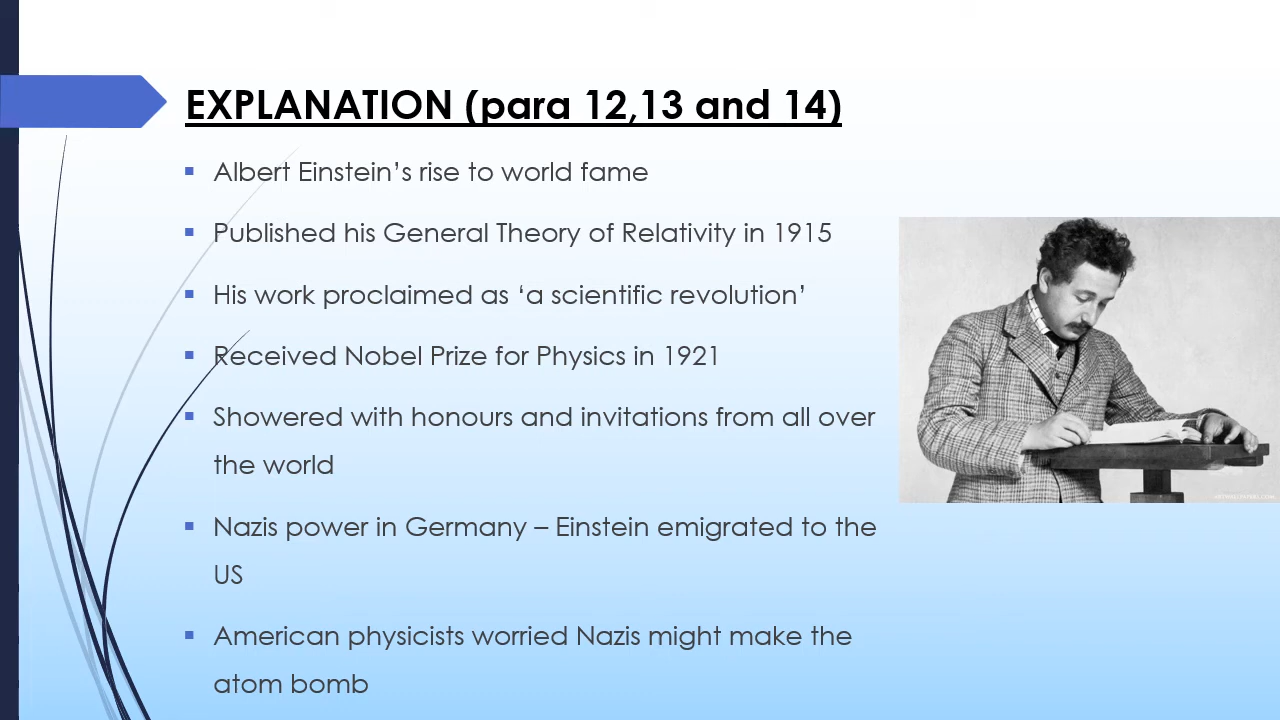 EXPLANATION (para 12,13 and 14)
Albert Einstein’s rise to world fame
Published his General Theory of Relativity in 1915
His work proclaimed as ‘a scientific revolution’
Received Nobel Prize for Physics in 1921
Showered with honours and invitations from all over
the world
Nazis power in Germany – Einstein emigrated to the
US
American physicists worried Nazis might make the
atom bomb